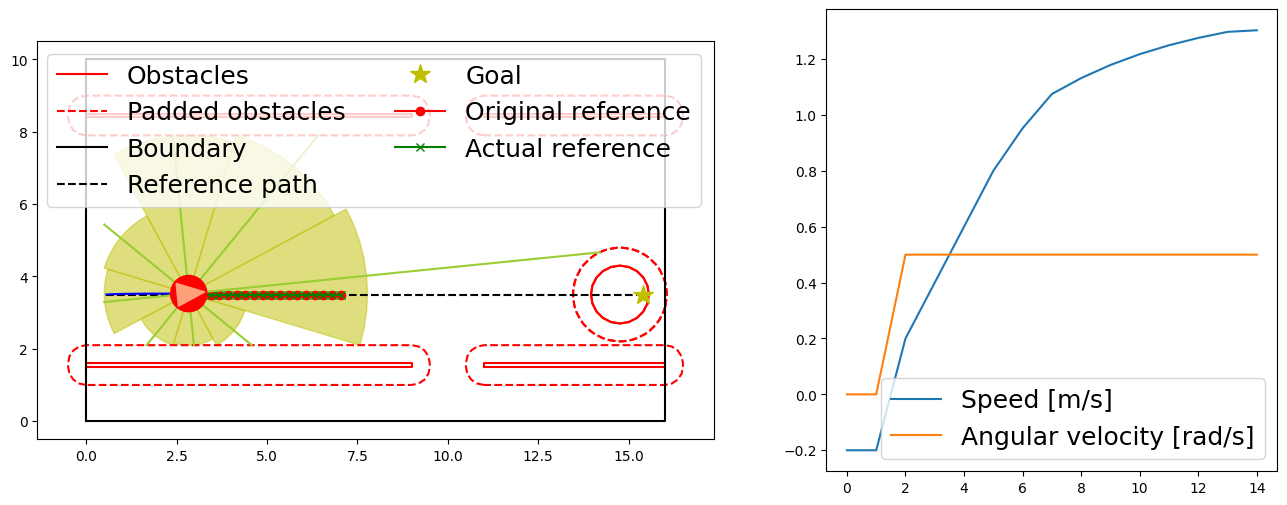 Obstacles
Padded obstacles
Boundary
Reference path
Goal
Original reference
Actual reference
10
8
6
4
2
0
0.0 2.5 5.0 7.5 10.0 12.5 15.0
1.2
1.0
0.8
0.6
0.4
0.2
0.0
−0.2
Speed [m/s]
Angular velocity [rad/s]
0 2 4 6 8 10 12 14